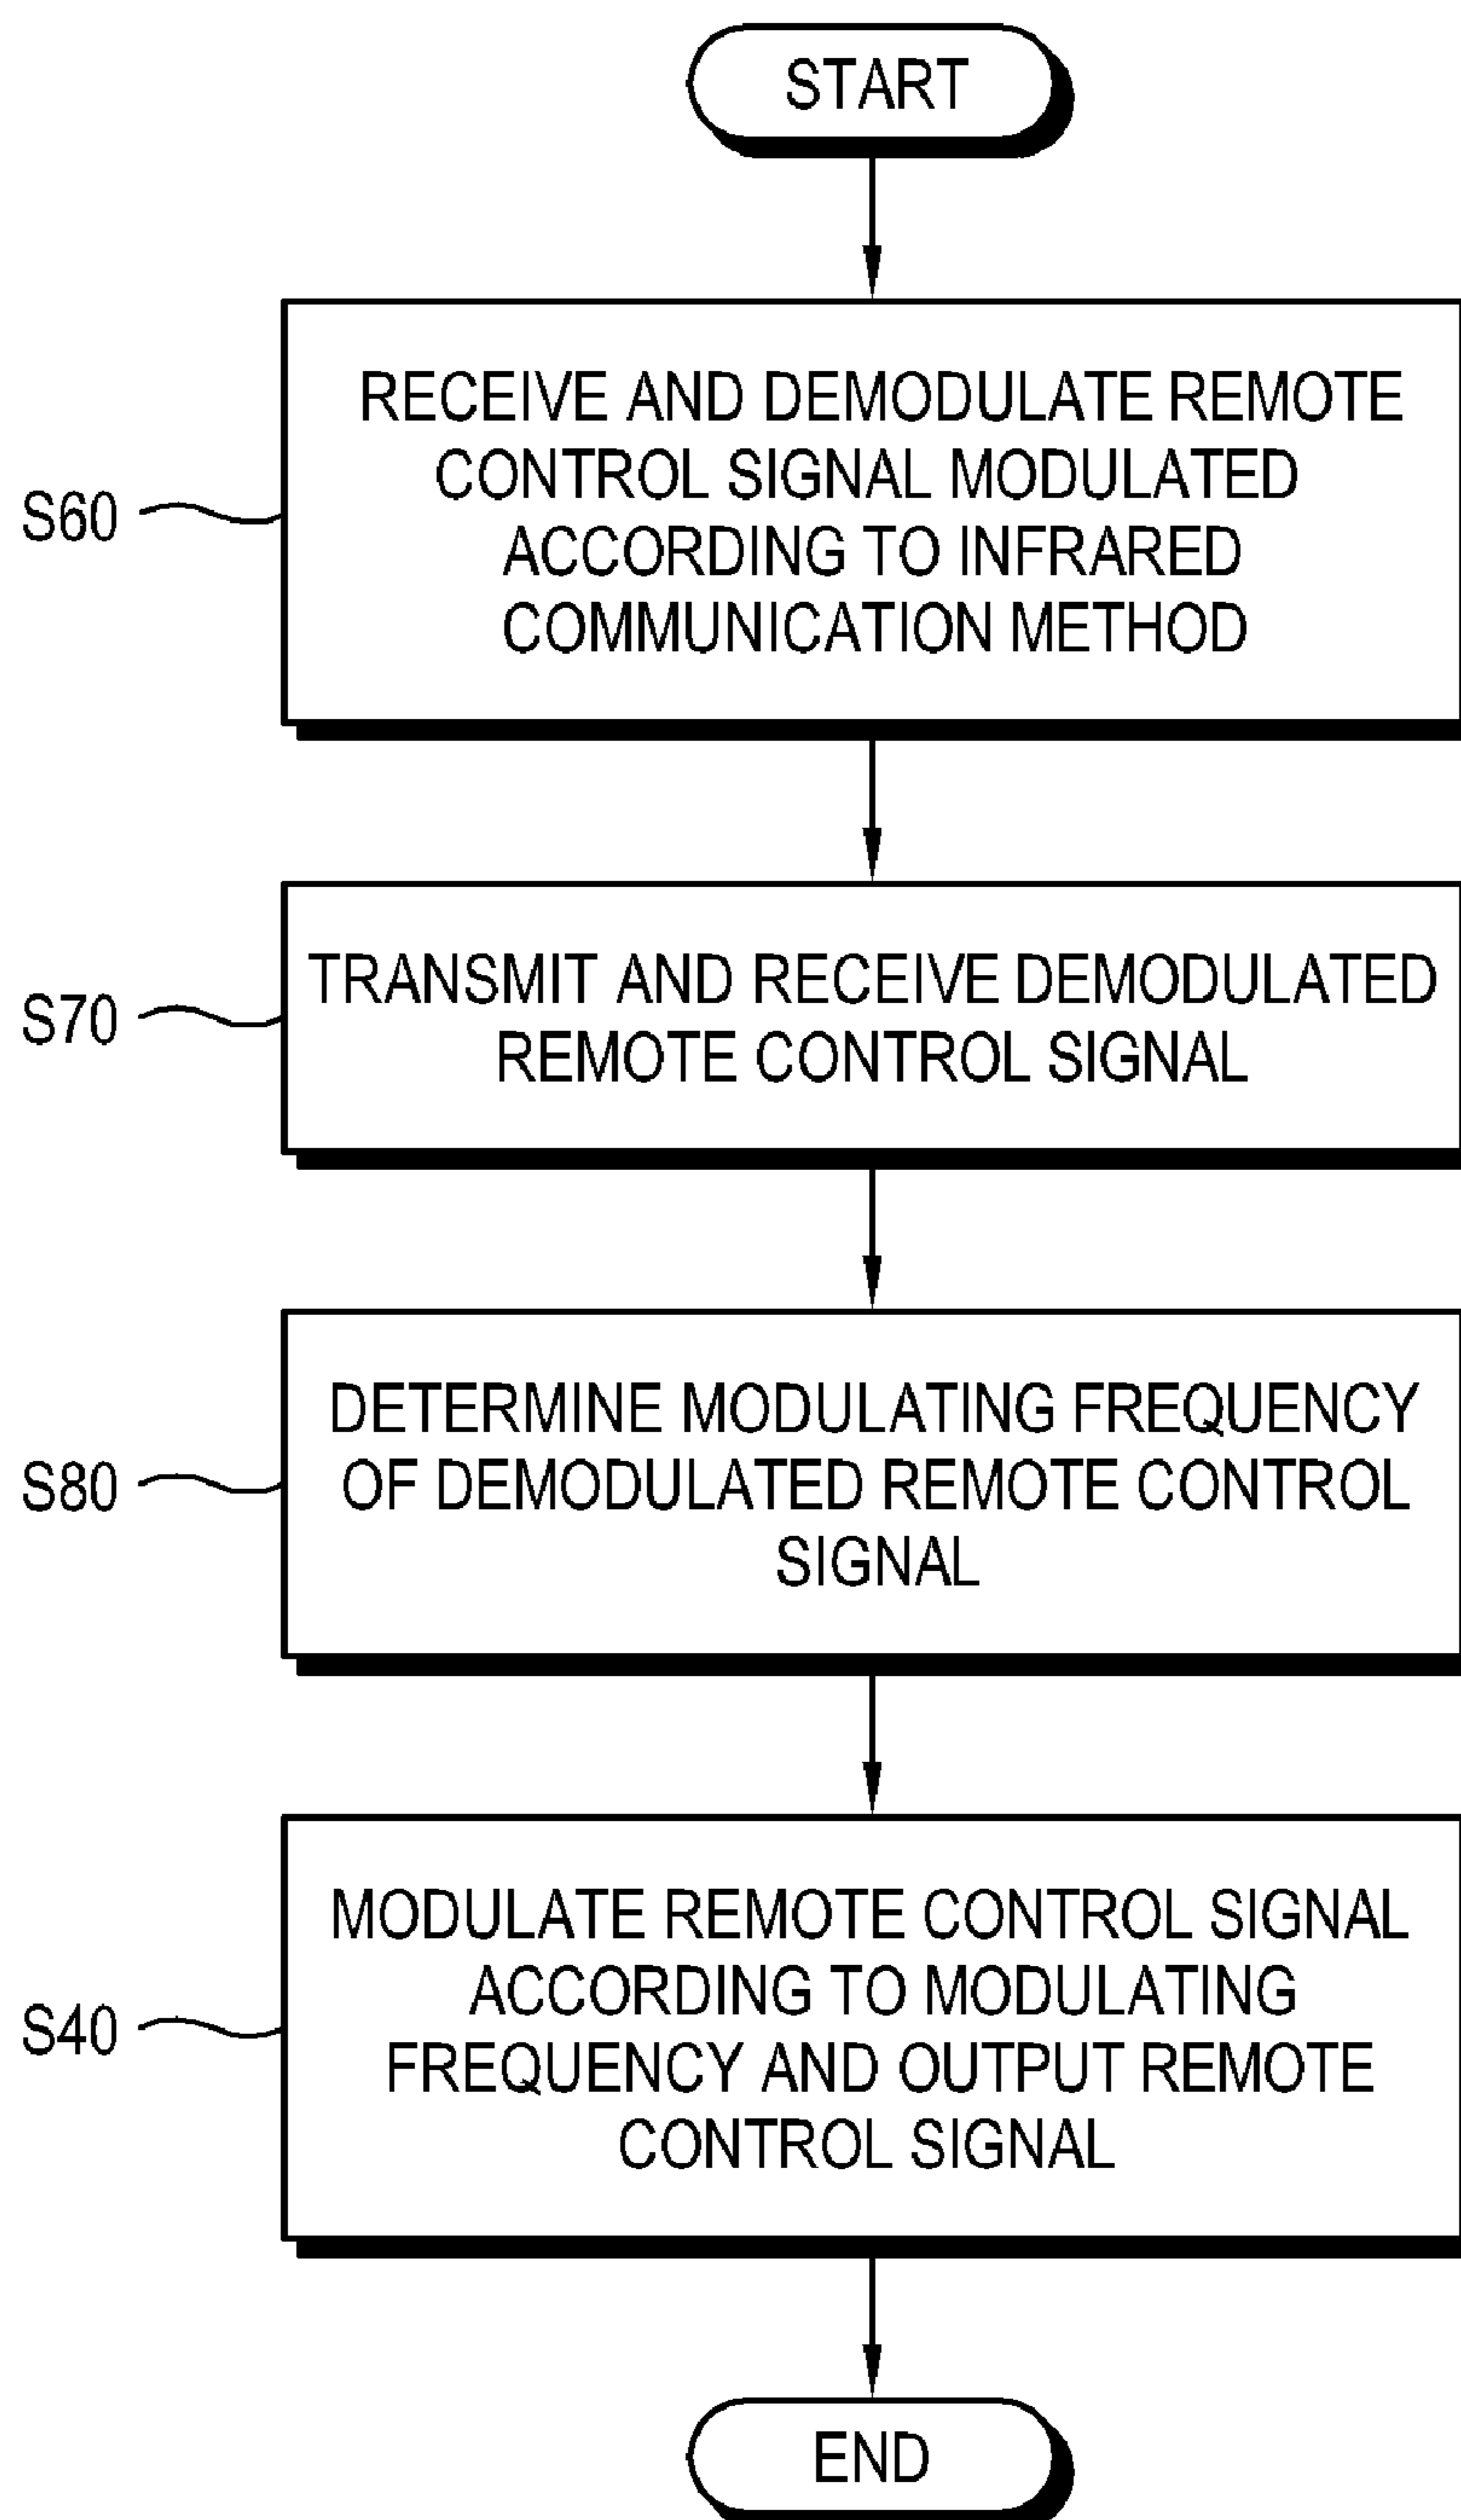 START
RECEIVE AND DEMODULATE REMOTE
CONTROL SIGNAL MODULATED
ACCORDING TO INFRARED
COMMUNICATION METHOD
S60
TRANSMIT AND RECEIVE DEMODULATED
REMOTE CONTROL SIGNAL
S70
DETERMINE MODULATING FREQUENCY
OF DEMODULATED REMOTE CONTROL
SIGNAL
S80
MODULATE REMOTE CONTROL SIGNAL
ACCORDING TO MODULATING
FREQUENCY AND OUTPUT REMOTE
CONTROL SIGNAL
S40
END